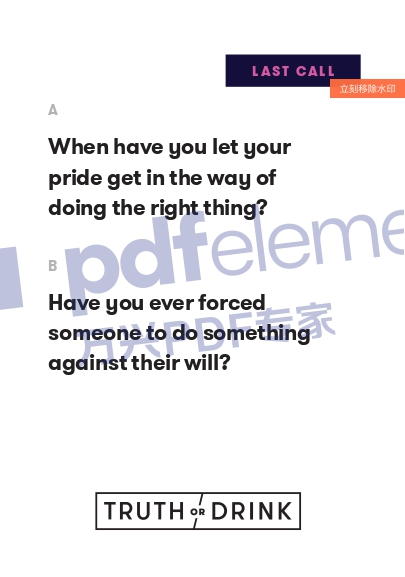 LAST CALL
立刻移除水印
A
When have you let your
pride get in the way of
doing the right thing?
pdfeleme
B
Have you ever forced
someone to do something
against their will?
万兴PDF专家
TRUTH OR DRINK